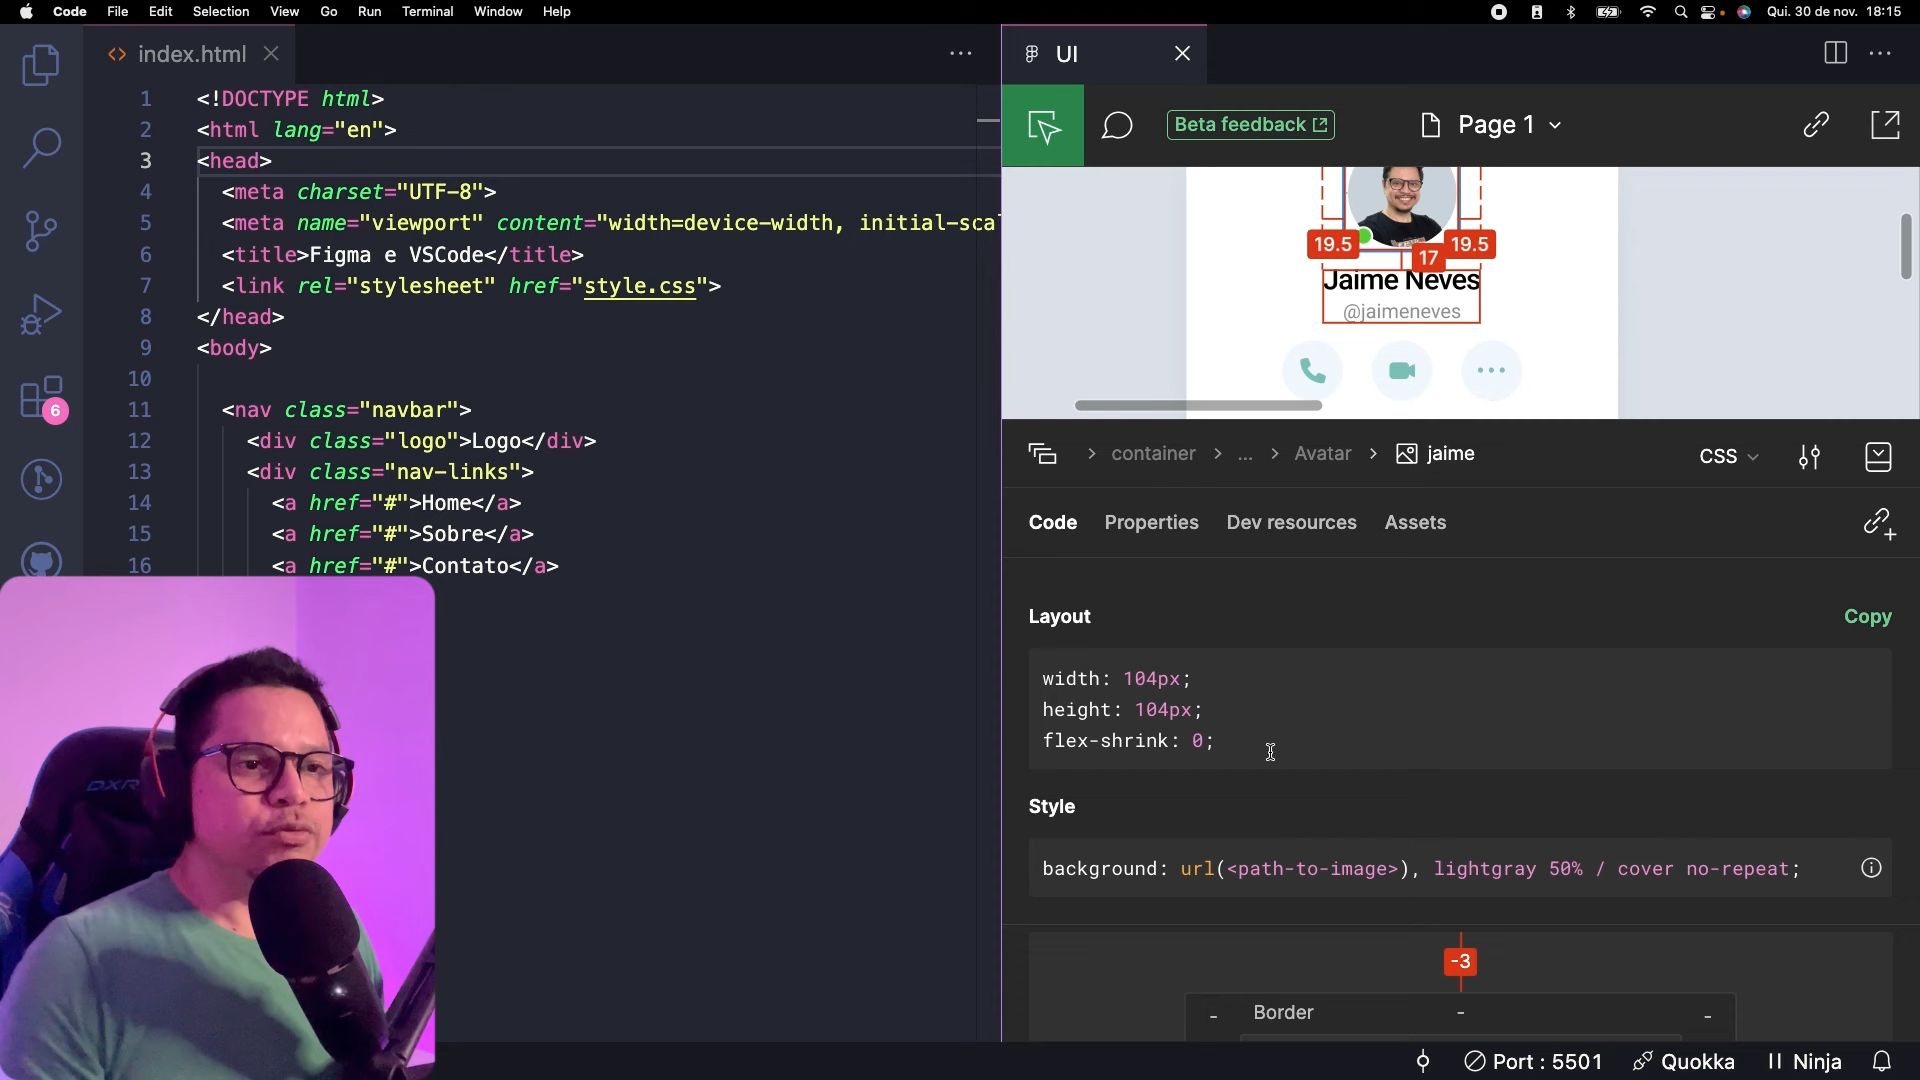 Code File Edit Selection View Go Run Terminal Window Help
Qui. 30 de nov. 18:15
<> index.html
UI
1 <!DOCTYPE html>
2 <html lang="en">
3 <head>
4 <meta charset="UTF-8">
5 <meta name="viewport" content="width=device-width, initial-sca
6 <title>Figma e VSCode</title>
7 <link rel="stylesheet" href="style.css">
8 </head>
9 <body>
10
11 <nav class="navbar">
12 <div class="logo">Logo</div>
13 <div class="nav-links">
14 <a href="#">Home</a>
15 <a href="#">Sobre</a>
16 <a href="#">Contato</a>
6
DXR
Beta feedback
Page 1
19.5 19.5
17
Jaime Neves
@jaimeneves
> container > ... > Avatar > jaime
CSS
Code Properties Dev resources Assets
Layout Copy
width: 104px;
height: 104px;
flex-shrink: 0;
Style
background: url(<path-to-image>), lightgray 50% / cover no-repeat;
-3
- Border - -
Port : 5501 Quokka Ninja